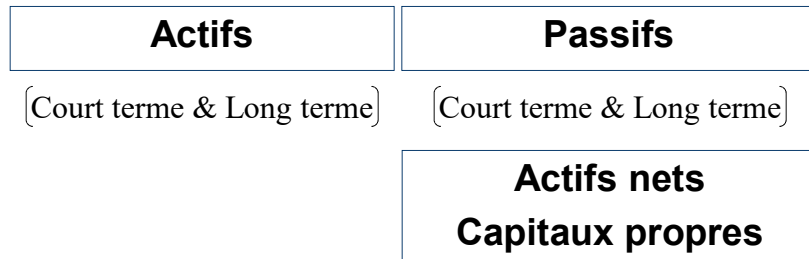 Actifs
Passifs
[Court terme & Long terme]
[Court terme & Long terme]
Actifs nets
Capitaux propres